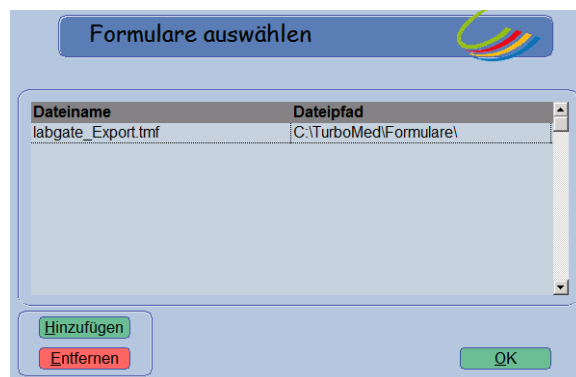 Formulare auswählen
Dateiname Dateipfad
labgate_Export.tmf C:\TurboMed\Formulare\
Hinzufügen
Entfernen OK